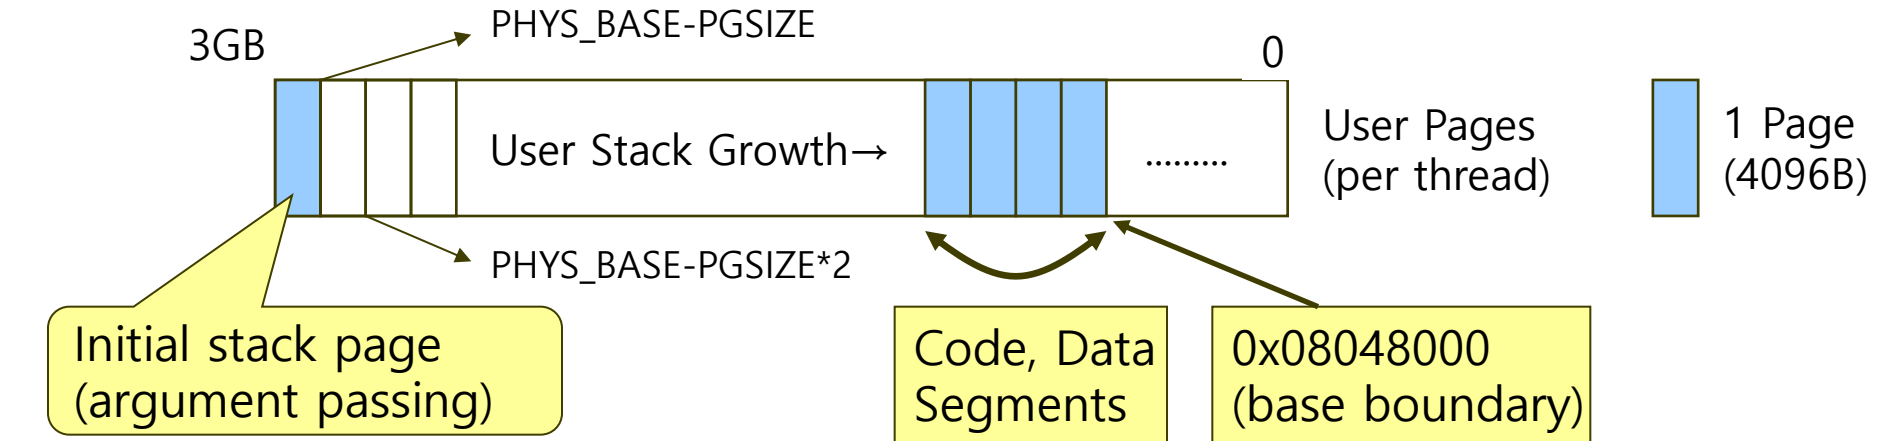 PHYS_BASE-PGSIZE
3GB
0
User Stack Growth→
.........
User Pages
(per thread)
1 Page
(4096B)
PHYS_BASE-PGSIZE*2
Initial stack page
(argument passing)
Code, Data
Segments
0x08048000
(base boundary)